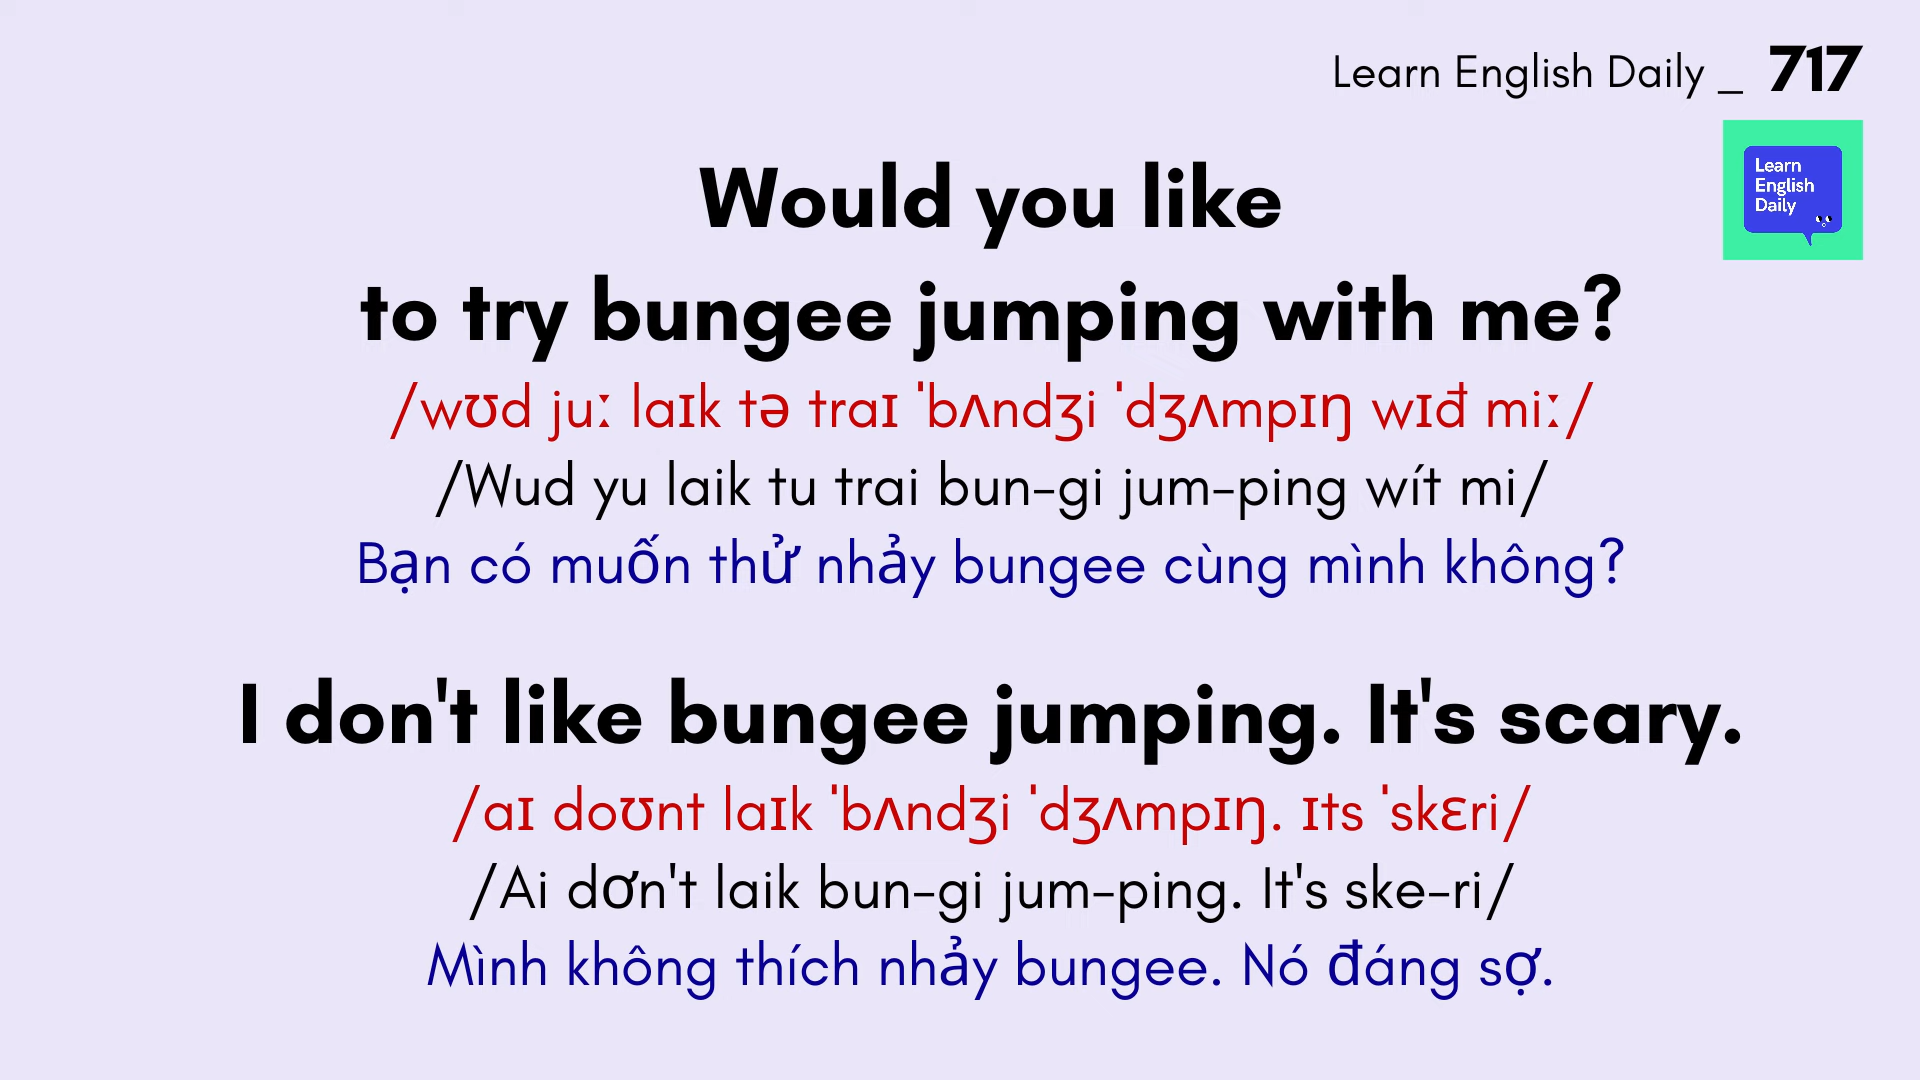 Learn English Daily _ 717
Learn
English
Daily
Would you like
to try bungee jumping with me?
/wʊd juː laɪk tə traɪ ˈbʌndʒi ˈdʒʌmpɪŋ wɪđ miː/
/Wud yu laik tu trai bun-gi jum-ping wít mi/
Bạn có muốn thử nhảy bungee cùng mình không?
I don't like bungee jumping. It's scary.
/aɪ doʊnt laɪk ˈbʌndʒi ˈdʒʌmpɪŋ. ɪts ˈskɛri/
/Ai dơn't laik bun-gi jum-ping. It's ske-ri/
Mình không thích nhảy bungee. Nó đáng sợ.